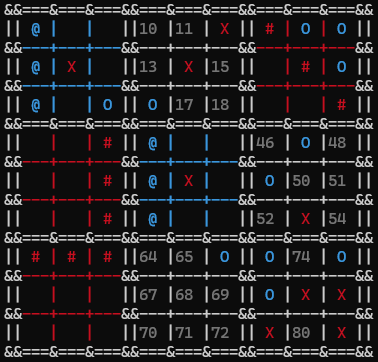 &&===&===&===&&===&===&===&&===&===&===&&
|| @ |   |   ||10 |11 | X || # | O | O ||
&&---+---+---&&---+---+---&&---+---+---&&
|| @ | X |   ||13 | X |15 ||   | # | O ||
&&---+---+---&&---+---+---&&---+---+---&&
|| @ |   | O || O |17 |18 ||   |   | # ||
&&===&===&===&&===&===&===&&===&===&===&&
||   |   | # || @ |   |   ||46 | O |48 ||
&&---+---+---&&---+---+---&&---+---+---&&
||   |   | # || @ | X |   || O |50 |51 ||
&&---+---+---&&---+---+---&&---+---+---&&
||   |   | # || @ |   |   ||52 | X |54 ||
&&===&===&===&&===&===&===&&===&===&===&&
|| # | # | # ||64 |65 | O || O |74 | O ||
&&---+---+---&&---+---+---&&---+---+---&&
||   |   |   ||67 |68 |69 || O | X | X ||
&&---+---+---&&---+---+---&&---+---+---&&
||   |   |   ||70 |71 |72 || X |80 | X ||
&&===&===&===&&===&===&===&&===&===&===&&